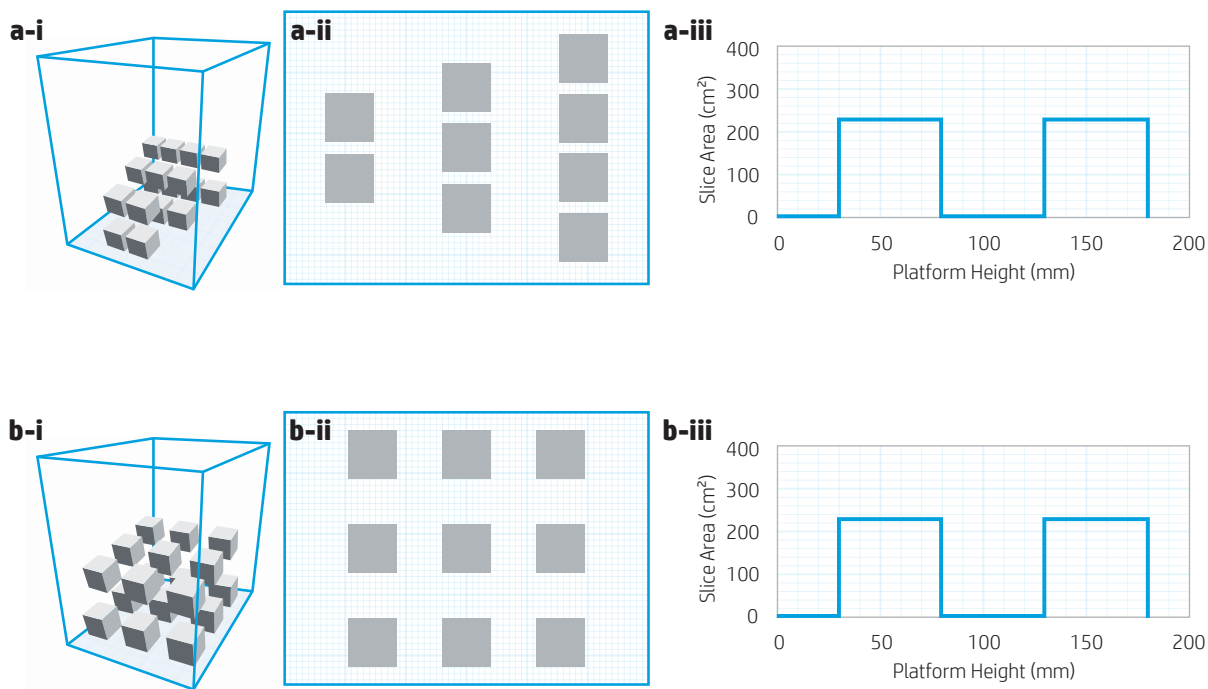 a-i
a-ii
a-iii
400
300
200
100
0
Slice Area (cm²)
0 50 100 150 200
Platform Height (mm)
b-i
b-ii
b-iii
400
300
200
100
0
Slice Area (cm²)
0 50 100 150 200
Platform Height (mm)